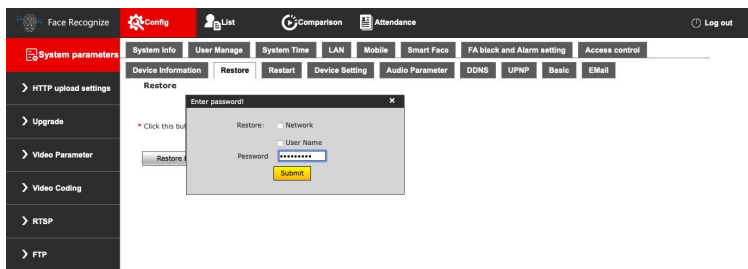 Face Recognize Config List Comparison Attendance Log out
System parameters
HTTP upload settings
Upgrade
Video Parameter
Video Coding
RTSP
FTP
System Info User Manage System Time LAN Mobile Smart Face FA black and Alarm setting Access control
Device Information Restore Restart Device Setting Audio Parameter DDNS UPNP Basic EMail
Restore
* Click this but
Restore
Enter password! ×
Restore: Network
User Name
Password •••••••••
Submit